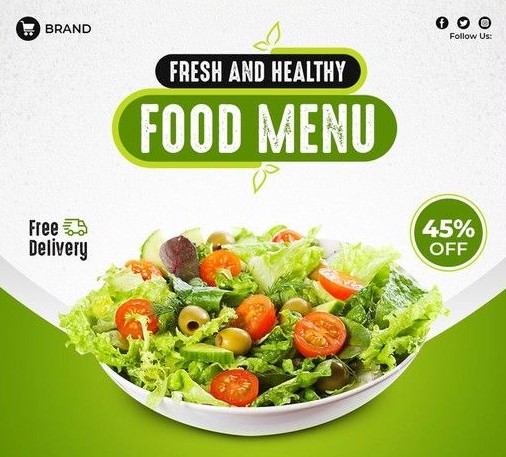 BRAND
Follow Us:
FRESH AND HEALTHY
FOOD MENU
Free
Delivery
45%
OFF